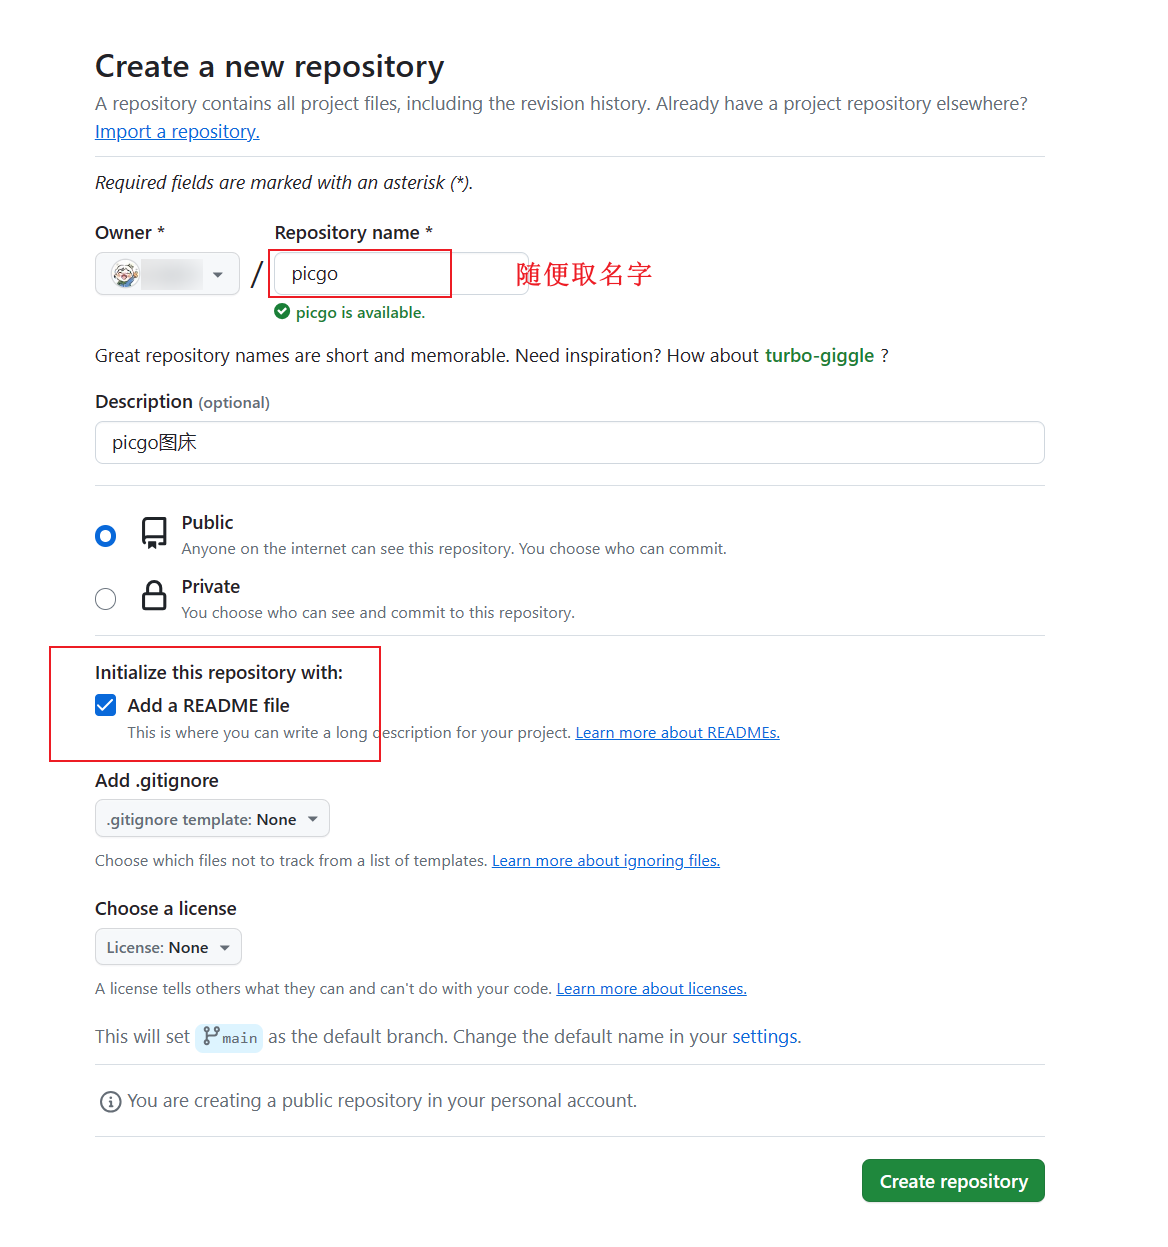 Create a new repository
A repository contains all project files, including the revision history. Already have a project repository elsewhere?
Import a repository.
Required fields are marked with an asterisk (*).
Owner *
Repository name *
/
picgo
随便取名字
picgo is available.
Great repository names are short and memorable. Need inspiration? How about turbo-giggle ?
Description (optional)
picgo图床
Public
Anyone on the internet can see this repository. You choose who can commit.
Private
You choose who can see and commit to this repository.
Initialize this repository with:
Add a README file
This is where you can write a long description for your project. Learn more about READMEs.
Add .gitignore
.gitignore template: None
Choose which files not to track from a list of templates. Learn more about ignoring files.
Choose a license
License: None
A license tells others what they can and can't do with your code. Learn more about licenses.
This will set main as the default branch. Change the default name in your settings.
You are creating a public repository in your personal account.
Create repository